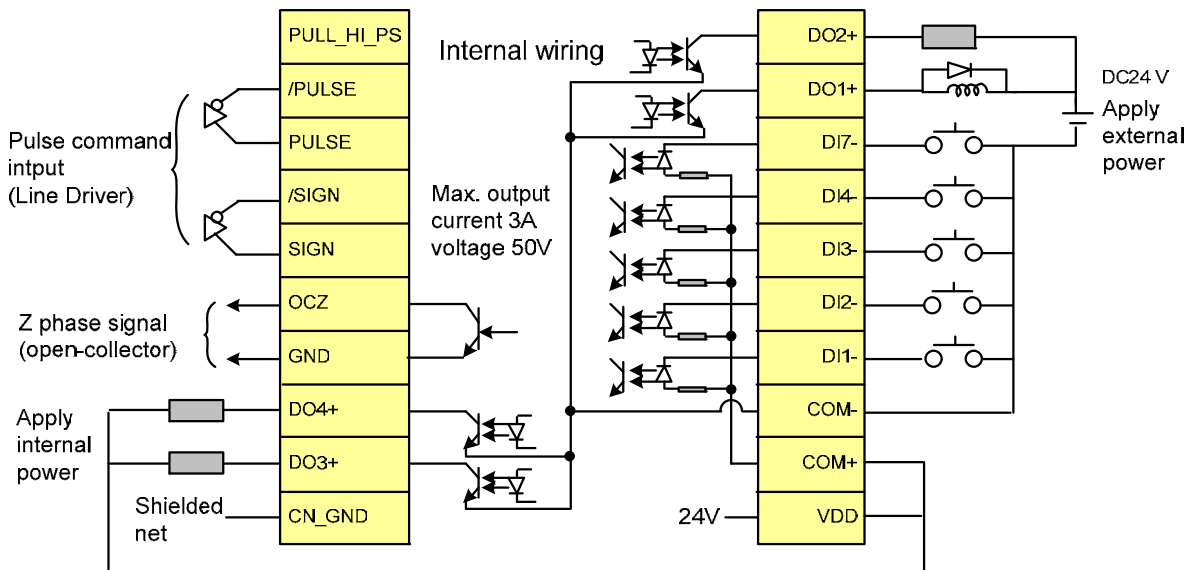 PULL_HI_PS
/PULSE
PULSE
/SIGN
SIGN
OCZ
GND
DO4+
DO3+
CN_GND
Pulse command
intput
(Line Driver)
Z phase signal
(open-collector)
Apply
internal
power
Shielded
net
Internal wiring
Max. output
current 3A
voltage 50V
24V
DO2+
DO1+
DI7-
DI4-
DI3-
DI2-
DI1-
COM-
COM+
VDD
DC24 V
Apply
external
power